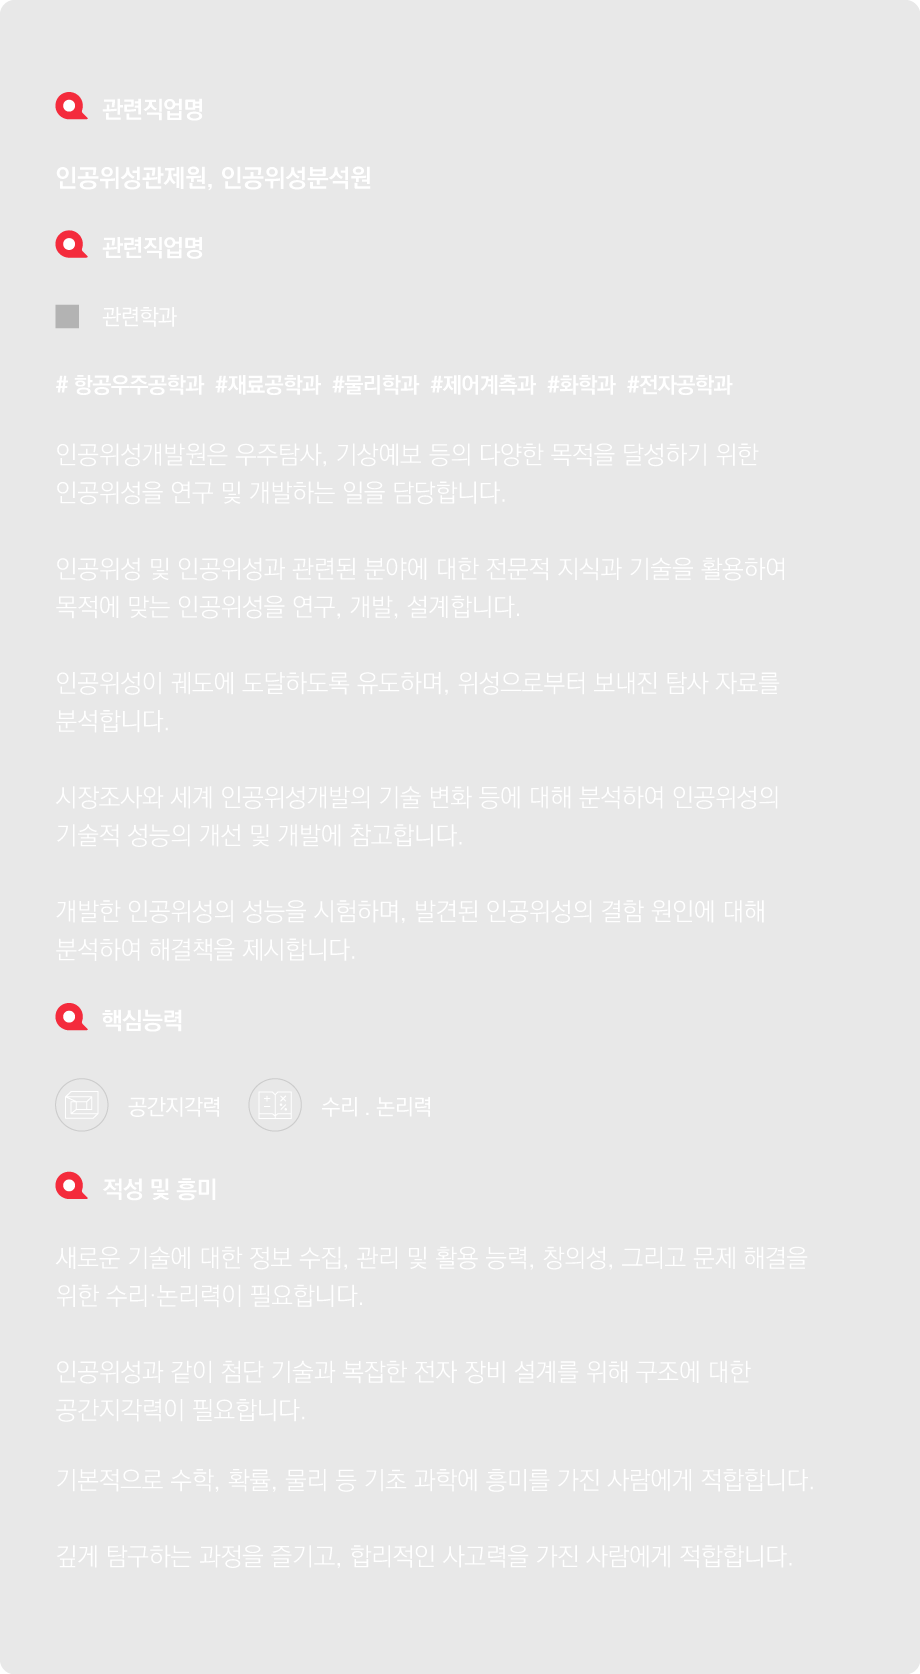 관련직업명
인공위성관제원, 인공위성분석원
관련직업명
관련학과
# 항공우주공학과 #재료공학과 #물리학과 #제어계측과 #화학과 #전자공학과
인공위성개발원은 우주탐사, 기상예보 등의 다양한 목적을 달성하기 위한
인공위성을 연구 및 개발하는 일을 담당합니다.
인공위성 및 인공위성과 관련된 분야에 대한 전문적 지식과 기술을 활용하여
목적에 맞는 인공위성을 연구, 개발, 설계합니다.
인공위성이 궤도에 도달하도록 유도하며, 위성으로부터 보내진 탐사 자료를
분석합니다.
시장조사와 세계 인공위성개발의 기술 변화 등에 대해 분석하여 인공위성의
기술적 성능의 개선 및 개발에 참고합니다.
개발한 인공위성의 성능을 시험하며, 발견된 인공위성의 결함 원인에 대해
분석하여 해결책을 제시합니다.
핵심능력
공간지각력 수리 . 논리력
적성 및 흥미
새로운 기술에 대한 정보 수집, 관리 및 활용 능력, 창의성, 그리고 문제 해결을
위한 수리·논리력이 필요합니다.
인공위성과 같이 첨단 기술과 복잡한 전자 장비 설계를 위해 구조에 대한
공간지각력이 필요합니다.
기본적으로 수학, 확률, 물리 등 기초 과학에 흥미를 가진 사람에게 적합합니다.
깊게 탐구하는 과정을 즐기고, 합리적인 사고력을 가진 사람에게 적합합니다.